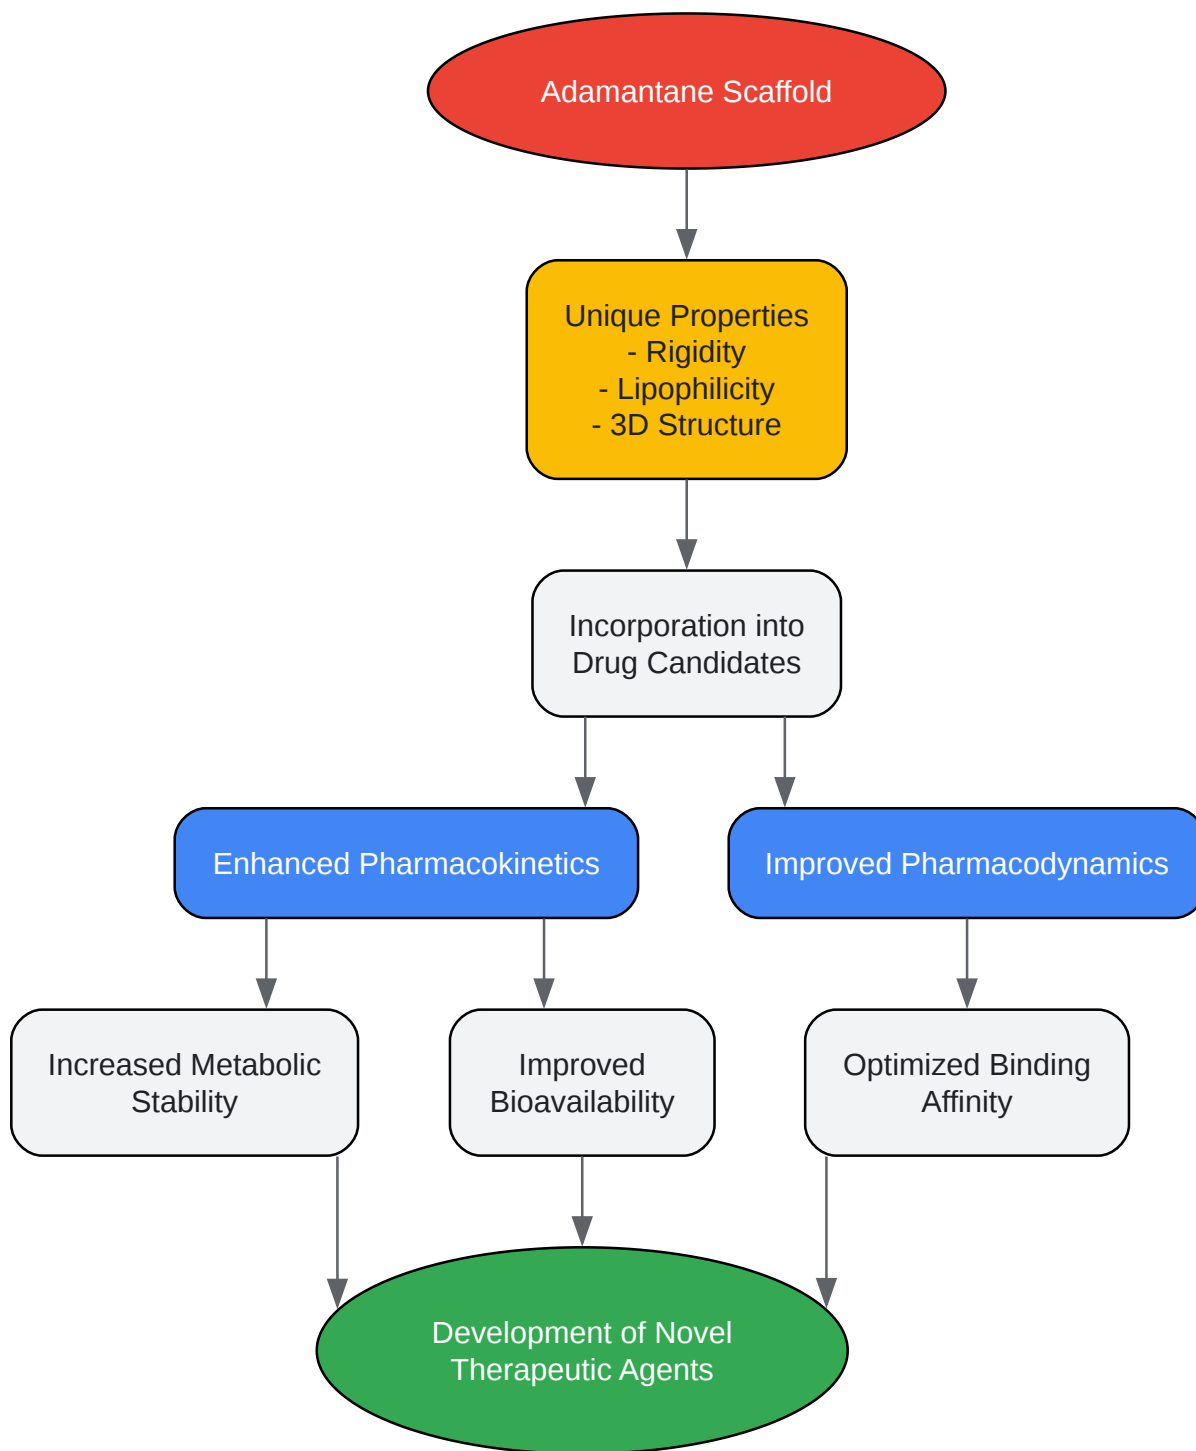 Adamantane Scaffold
Unique Properties
- Rigidity
- Lipophilicity
- 3D Structure
Incorporation into
Drug Candidates
Enhanced Pharmacokinetics
Improved Pharmacodynamics
Increased Metabolic
Stability
Improved
Bioavailability
Optimized Binding
Affinity
Development of Novel
Therapeutic Agents